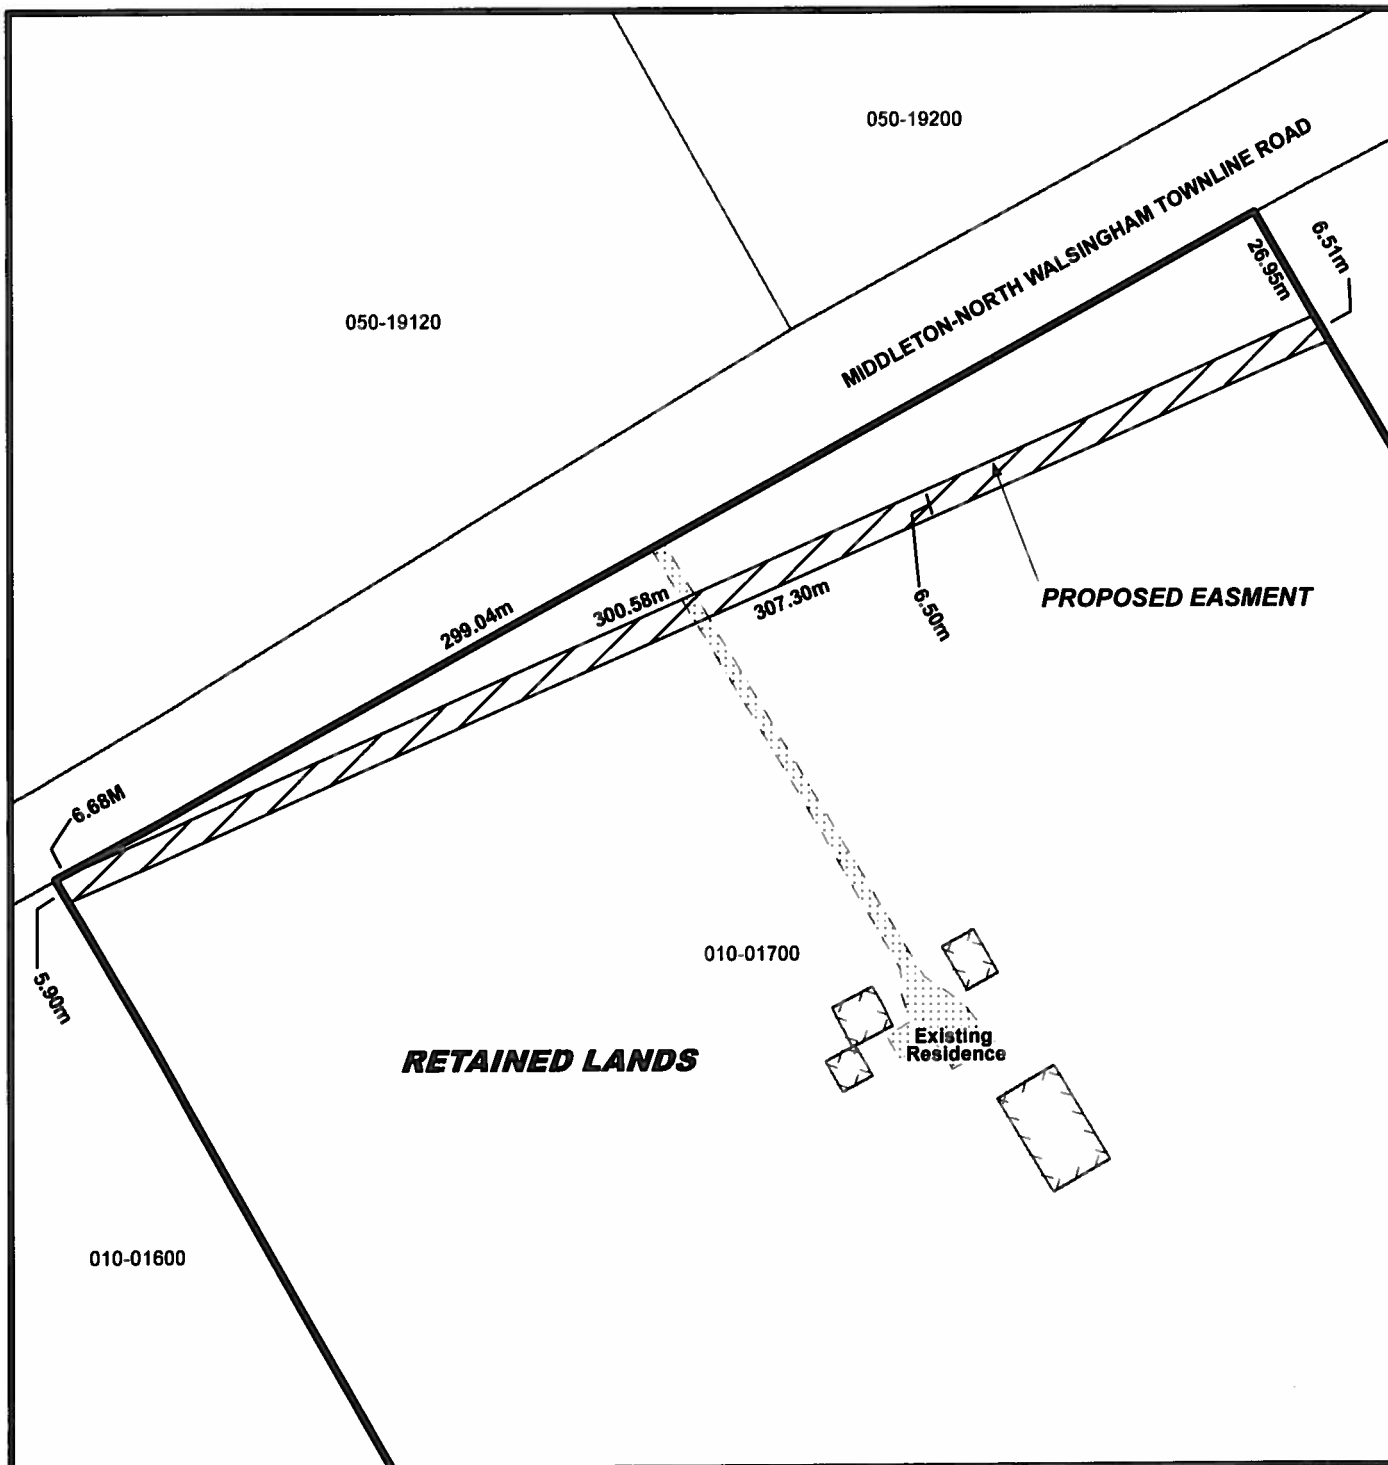 050-19200
MIDDLETON-NORTH WALSINGHAM TOWNLINE ROAD
6.51m
26.95m
050-19120
PROPOSED EASMENT
6.50m
307.30m
300.58m
299.04m
6.68M
5.90m
010-01700
Existing
Residence
RETAINED LANDS
010-01600